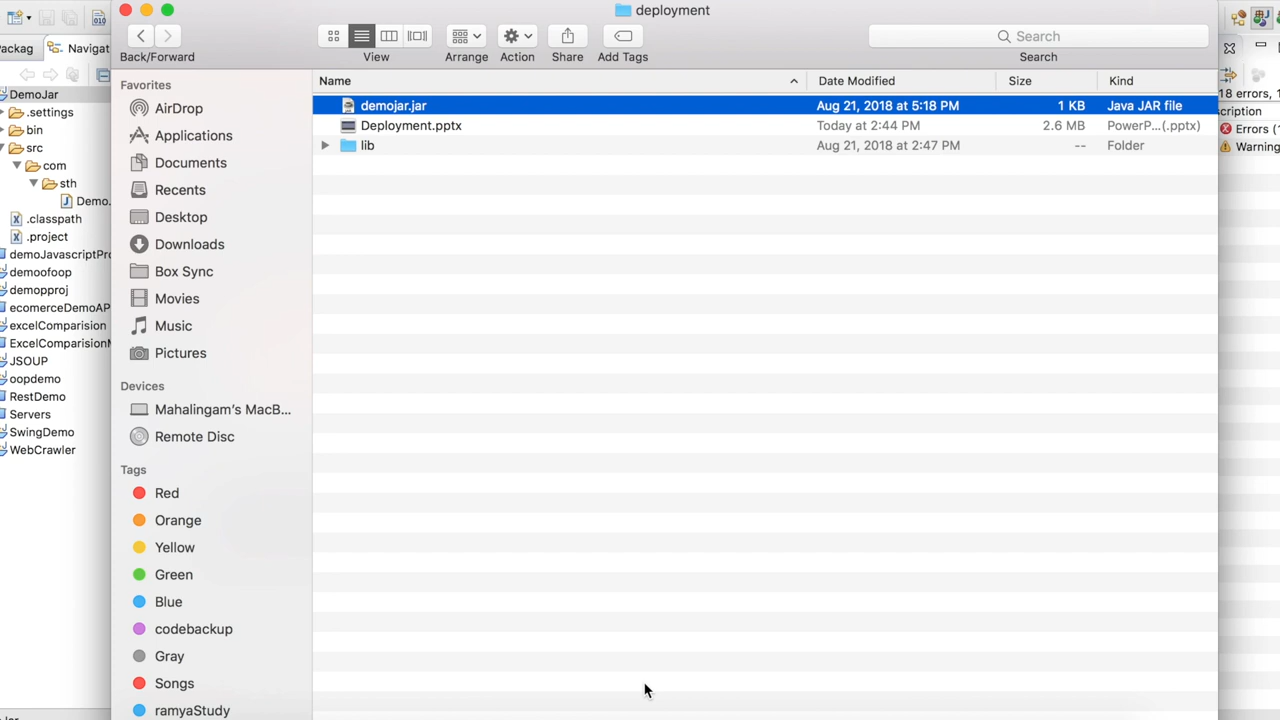 deployment
Back/Forward
View
Arrange
Action
Share
Add Tags
Search
Search
Packag
Navigat
DemoJar
.settings
bin
src
com
sth
Demo.
.classpath
.project
demoJavascriptPro
demoofoop
demopproj
ecomerceDemoAP
excelComparision
ExcelComparisionM
JSOUP
oopdemo
RestDemo
Servers
SwingDemo
WebCrawler
Favorites
AirDrop
Applications
Documents
Recents
Desktop
Downloads
Box Sync
Movies
Music
Pictures
Devices
Mahalingam's MacB...
Remote Disc
Tags
Red
Orange
Yellow
Green
Blue
codebackup
Gray
Songs
ramyaStudy
Name Date Modified Size Kind
demojar.jar Aug 21, 2018 at 5:18 PM 1 KB Java JAR file
Deployment.pptx Today at 2:44 PM 2.6 MB PowerP...(.pptx)
lib Aug 21, 2018 at 2:47 PM -- Folder
18 errors, 1
cription
Errors (1
Warning